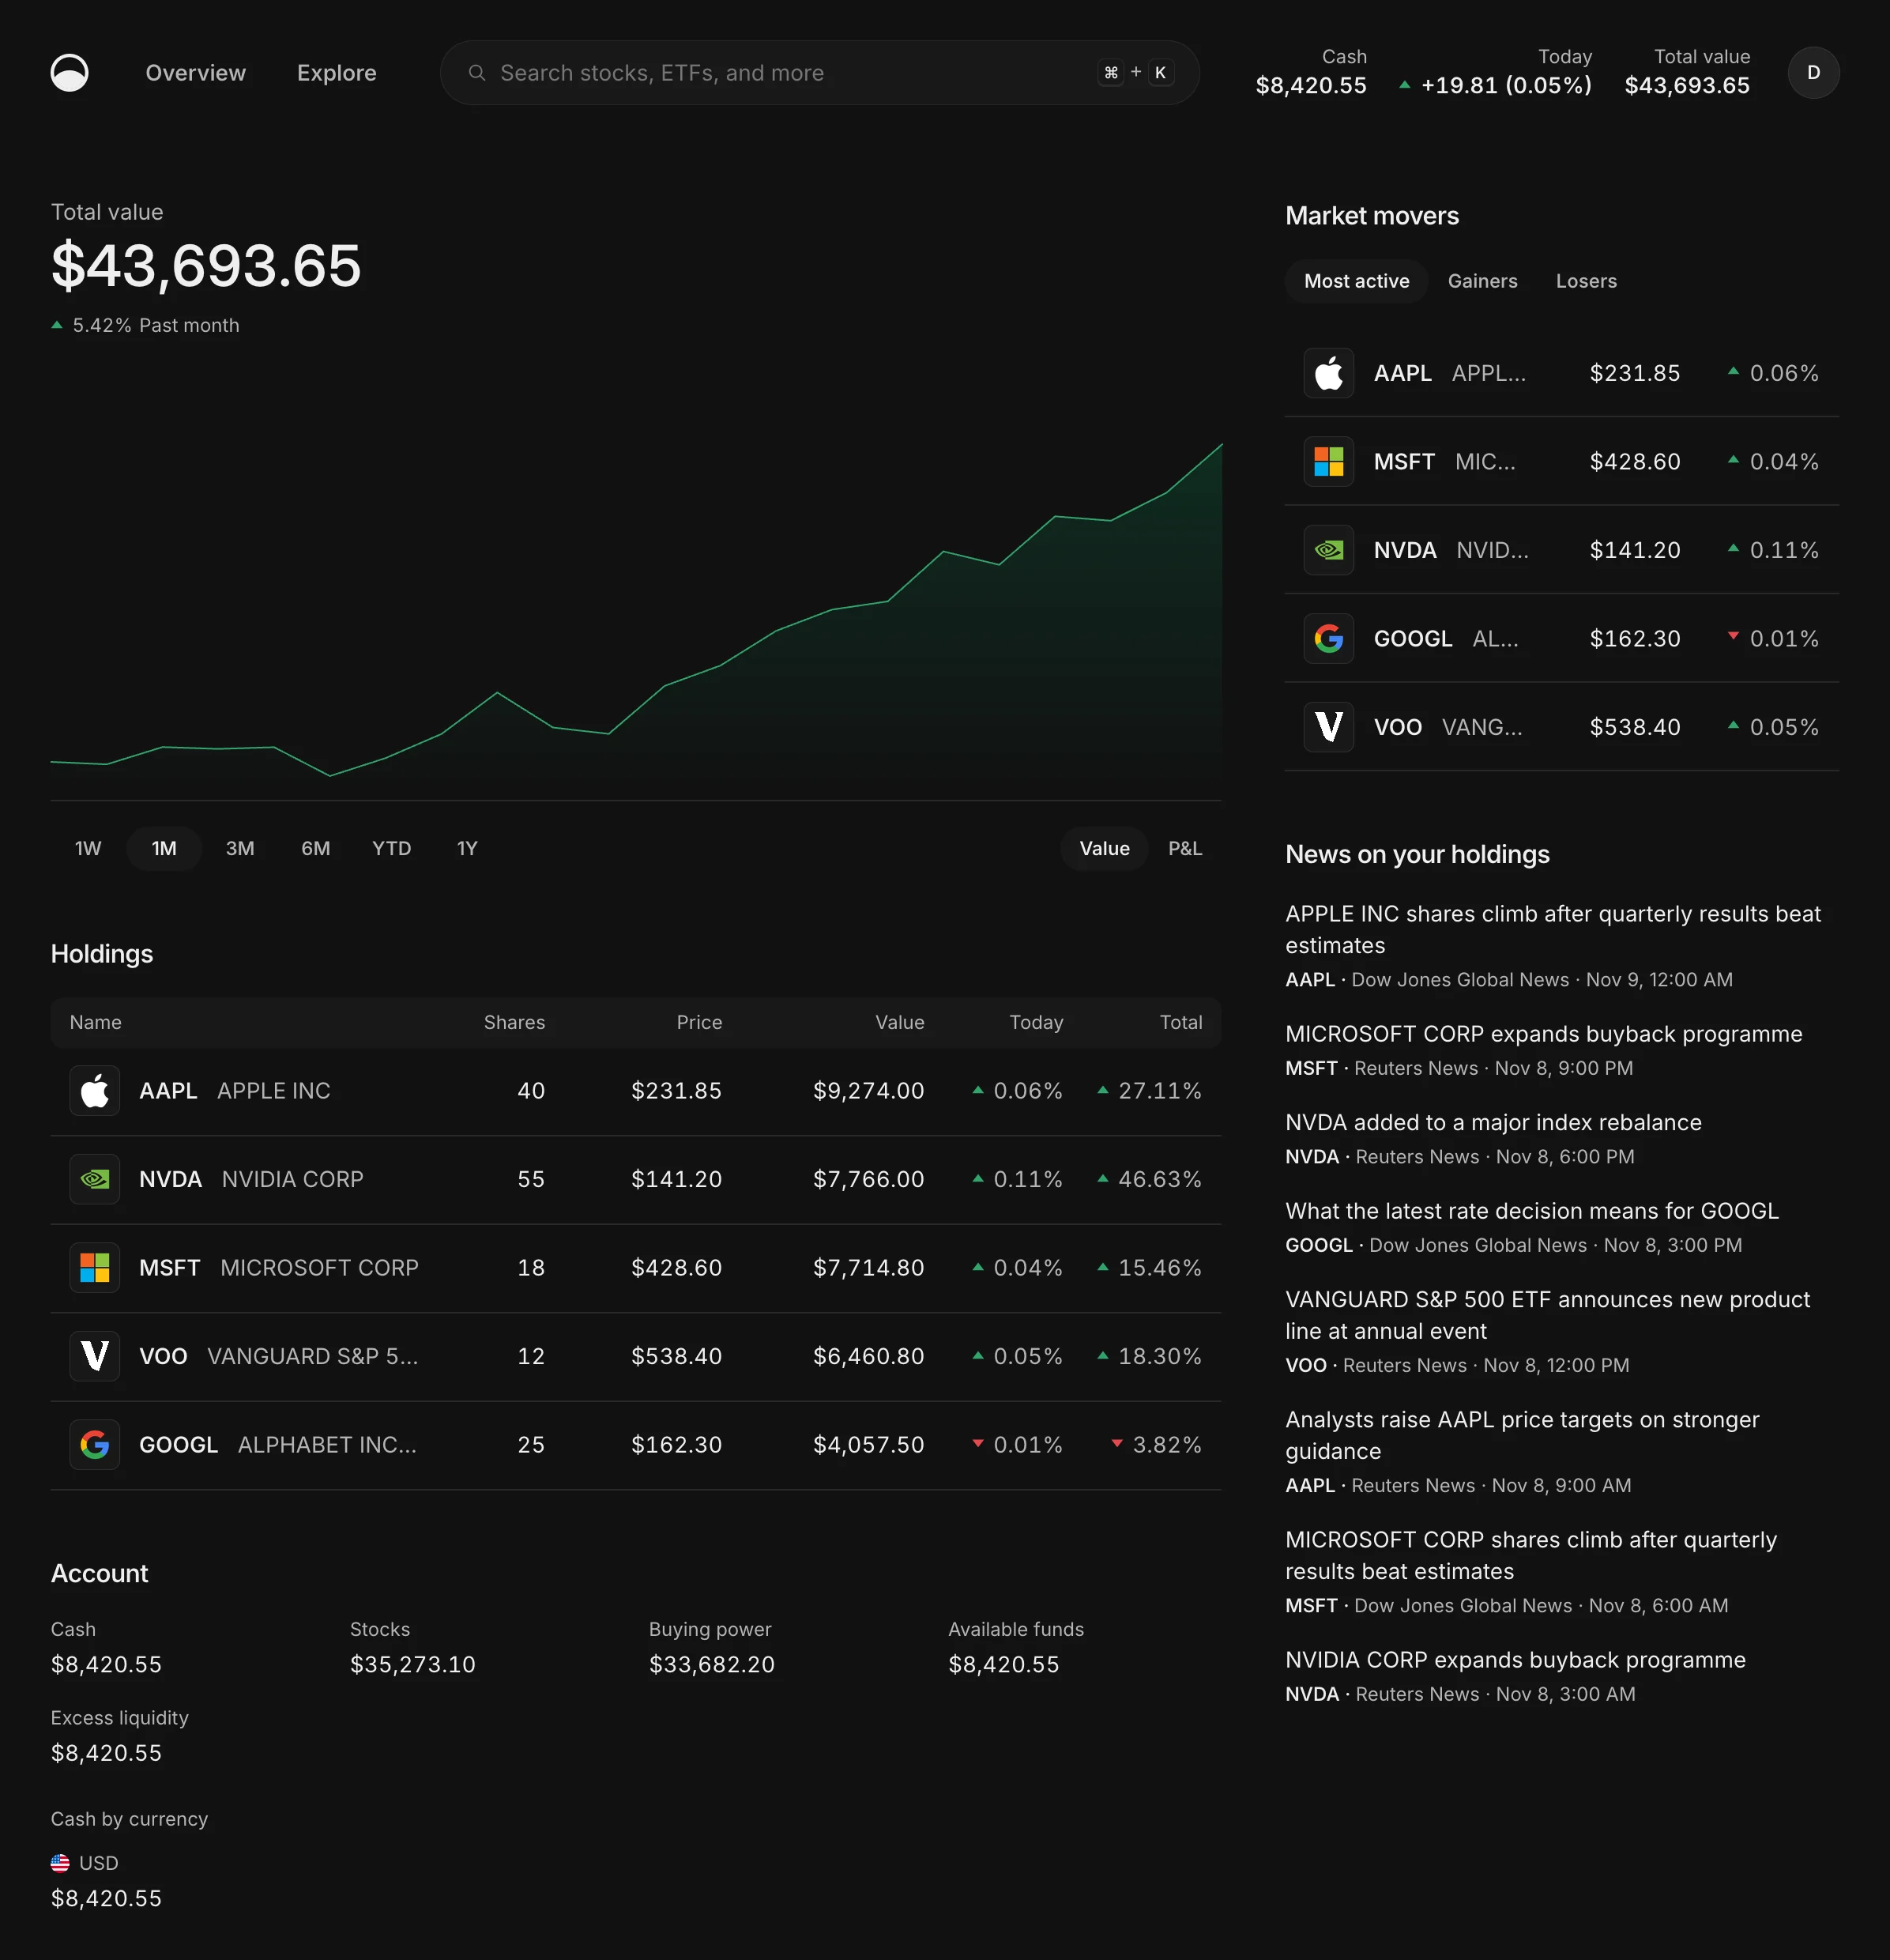 Overview
Explore
Search stocks, ETFs, and more
⌘ + K
Cash
$8,420.55
Today
+19.81 (0.05%)
Total value
$43,693.65
D
Total value
$43,693.65
5.42% Past month
1W 1M 3M 6M YTD 1Y
Value P&L
Holdings
Name Shares Price Value Today Total
AAPL APPLE INC 40 $231.85 $9,274.00 0.06% 27.11%
NVDA NVIDIA CORP 55 $141.20 $7,766.00 0.11% 46.63%
MSFT MICROSOFT CORP 18 $428.60 $7,714.80 0.04% 15.46%
VOO VANGUARD S&P 5... 12 $538.40 $6,460.80 0.05% 18.30%
GOOGL ALPHABET INC... 25 $162.30 $4,057.50 0.01% 3.82%
Account
Cash
$8,420.55
Stocks
$35,273.10
Buying power
$33,682.20
Available funds
$8,420.55
Excess liquidity
$8,420.55
Cash by currency
USD
$8,420.55
Market movers
Most active Gainers Losers
AAPL APPL... $231.85 0.06%
MSFT MIC... $428.60 0.04%
NVDA NVID... $141.20 0.11%
GOOGL AL... $162.30 0.01%
VOO VANG... $538.40 0.05%
News on your holdings
APPLE INC shares climb after quarterly results beat
estimates
AAPL · Dow Jones Global News · Nov 9, 12:00 AM
MICROSOFT CORP expands buyback programme
MSFT · Reuters News · Nov 8, 9:00 PM
NVDA added to a major index rebalance
NVDA · Reuters News · Nov 8, 6:00 PM
What the latest rate decision means for GOOGL
GOOGL · Dow Jones Global News · Nov 8, 3:00 PM
VANGUARD S&P 500 ETF announces new product
line at annual event
VOO · Reuters News · Nov 8, 12:00 PM
Analysts raise AAPL price targets on stronger
guidance
AAPL · Reuters News · Nov 8, 9:00 AM
MICROSOFT CORP shares climb after quarterly
results beat estimates
MSFT · Dow Jones Global News · Nov 8, 6:00 AM
NVIDIA CORP expands buyback programme
NVDA · Reuters News · Nov 8, 3:00 AM